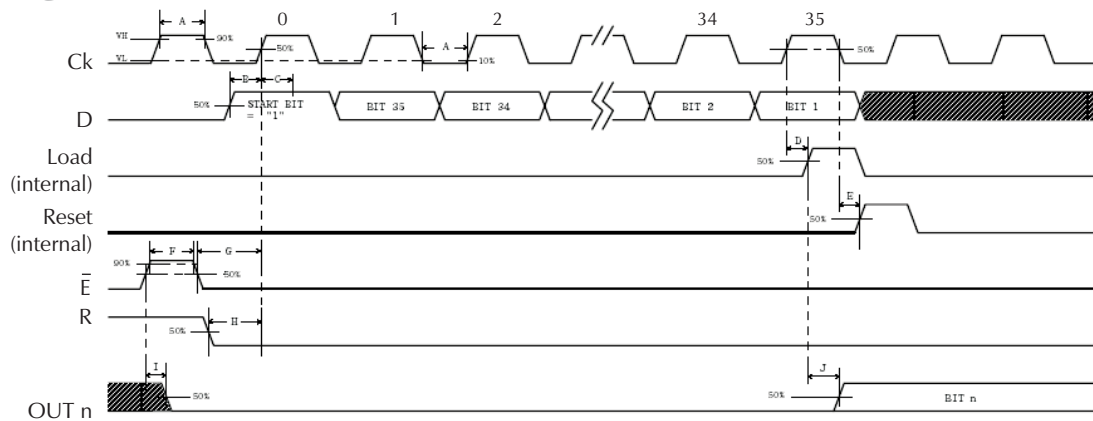 A 0 1 2 34 35
VH 90% 50% A 50%
Ck VL 10%
B C
50% START BIT BIT 35 BIT 34 BIT 2 BIT 1
D = "1"
Load D
(internal) 50%
Reset E
(internal) 50%
F G
90% 50%
Ē
R H
50%
I J
50% 50% BIT n
OUT n